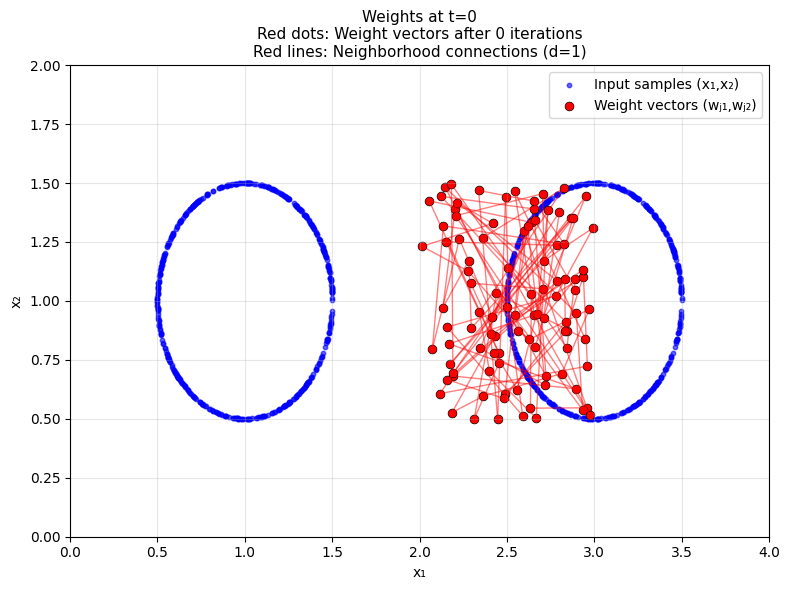 Weights at t=0
Red dots: Weight vectors after 0 iterations
Red lines: Neighborhood connections (d=1)
Input samples (x₁,x₂)
Weight vectors (wⱼ₁,wⱼ₂)
2.00
1.75
1.50
1.25
1.00
0.75
0.50
0.25
0.00
x₂
0.0 0.5 1.0 1.5 2.0 2.5 3.0 3.5 4.0
x₁